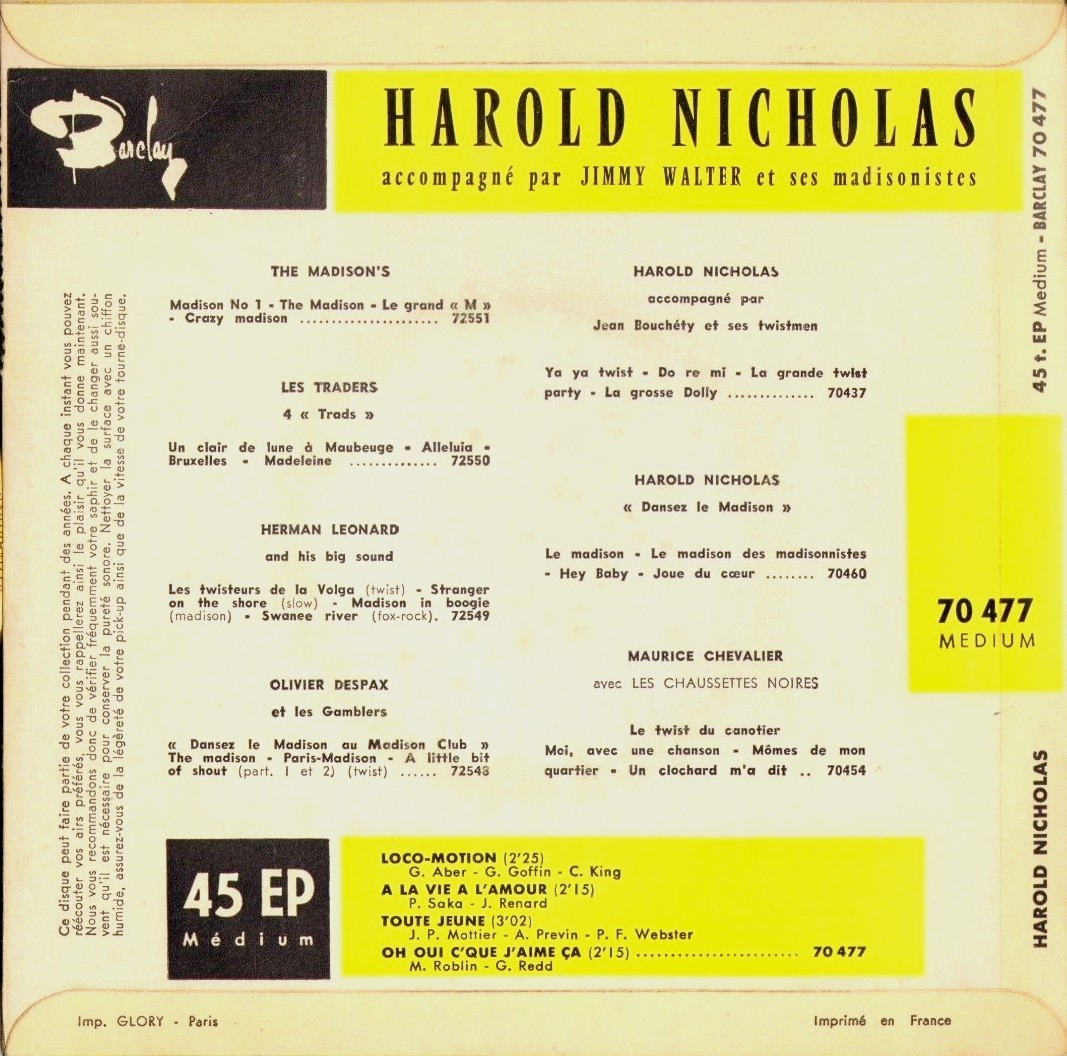 Barclay
HAROLD NICHOLAS
accompagné par JIMMY WALTER et ses madisonistes
THE MADISON'S
Madison No 1 - The Madison - Le grand « M »
- Crazy madison ...................... 72551
LES TRADERS
4 « Trads »
Un clair de lune à Maubeuge - Alleluia -
Bruxelles - Madeleine .............. 72550
HERMAN LEONARD
and his big sound
Les twisteurs de la Volga (twist) - Stranger
on the shore (slow) - Madison in boogie
(madison) - Swanee river (fox-rock). 72549
OLIVIER DESPAX
et les Gamblers
« Dansez le Madison au Madison Club »
The madison - Paris-Madison - A little bit
of shout (part. 1 et 2) (twist) ...... 72548
HAROLD NICHOLAS
accompagné par
Jean Bouchéty et ses twistmen
Ya ya twist - Do re mi - La grande twist
party - La grosse Dolly .............. 70437
HAROLD NICHOLAS
« Dansez le Madison »
Le madison - Le madison des madisonnistes
- Hey Baby - Joue du cœur ........ 70460
MAURICE CHEVALIER
avec LES CHAUSSETTES NOIRES
Le twist du canotier
Moi, avec une chanson - Mômes de mon
quartier - Un clochard m'a dit .. 70454
Ce disque peut faire partie de votre collection pendant des années. A chaque instant vous pouvez
réécouter vos airs préférés, vous vous rappellerez ainsi le plaisir qu'il vous donne maintenant.
Nous vous recommandons donc de vérifier fréquemment votre saphir et de le changer aussi sou-
vent qu'il est nécessaire pour conserver la pureté sonore. Nettoyer la surface avec un chiffon
humide, assurez-vous de la légèreté de votre pick-up ainsi que de la vitesse de votre tourne-disque.
45 t. EP Medium - BARCLAY 70 477
70 477
MEDIUM
HAROLD NICHOLAS
45 EP
Médium
LOCO-MOTION (2'25)
G. Aber - G. Goffin - C. King
A LA VIE A L'AMOUR (2'15)
P. Saka - J. Renard
TOUTE JEUNE (3'02)
J. P. Mottier - A. Previn - P. F. Webster
OH OUI C'QUE J'AIME ÇA (2'15) ........................ 70 477
M. Roblin - G. Redd
Imp. GLORY - Paris
Imprimé en France